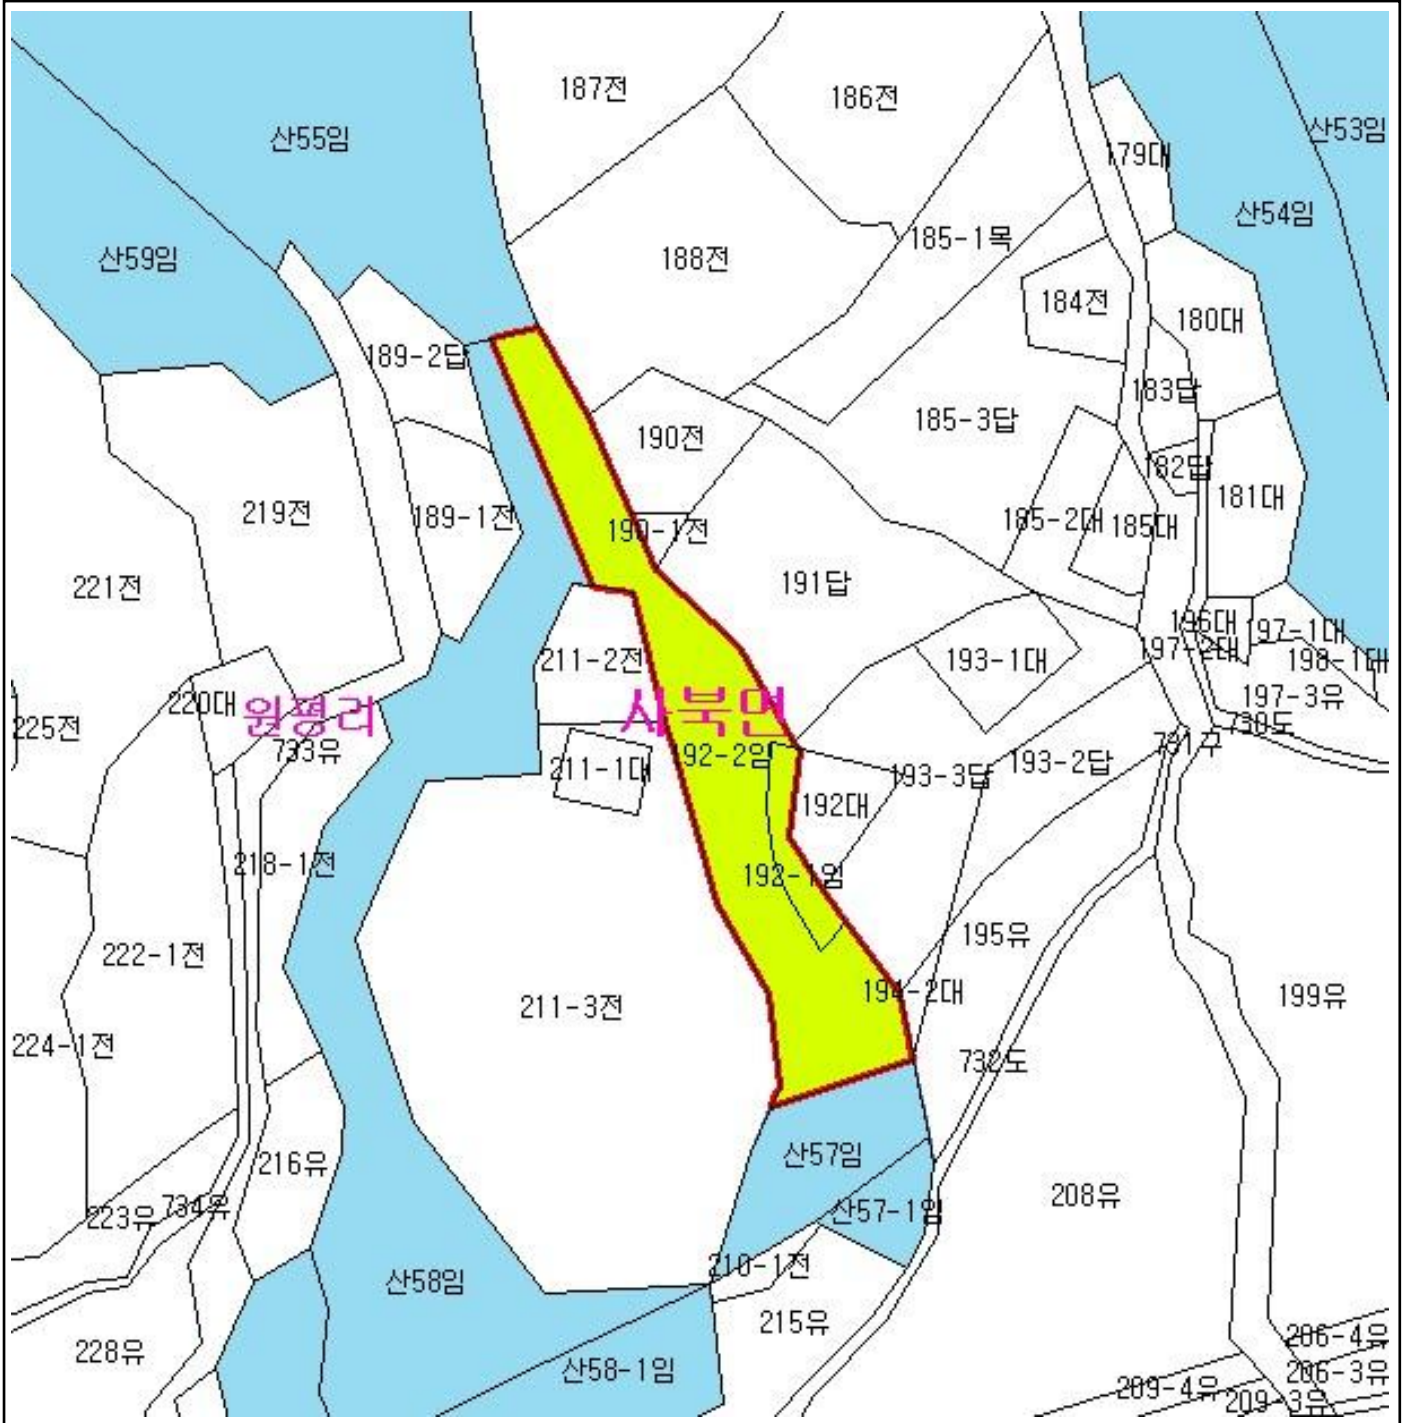 187전
186전
산55임
산53임
179대
산54임
185-1목
산59임
188전
184전
180대
189-2답
183답
185-3답
190전
182답
181대
219전
189-1전
190-1전
185-2대
185대
221전
191답
196대
197-1대
197-2대
211-2전
193-1대
198-1대
220대
원평리
사북면
197-3유
225전
733유
730도
731구
192-2임
211-1대
193-3답
193-2답
192대
218-1전
192-1임
222-1전
195유
211-3전
194-2대
199유
224-1전
732도
산57임
216유
208유
223유
734유
산57-1임
210-1전
산58임
215유
228유
206-4유
산58-1임
206-3유
209-4유
209-3유